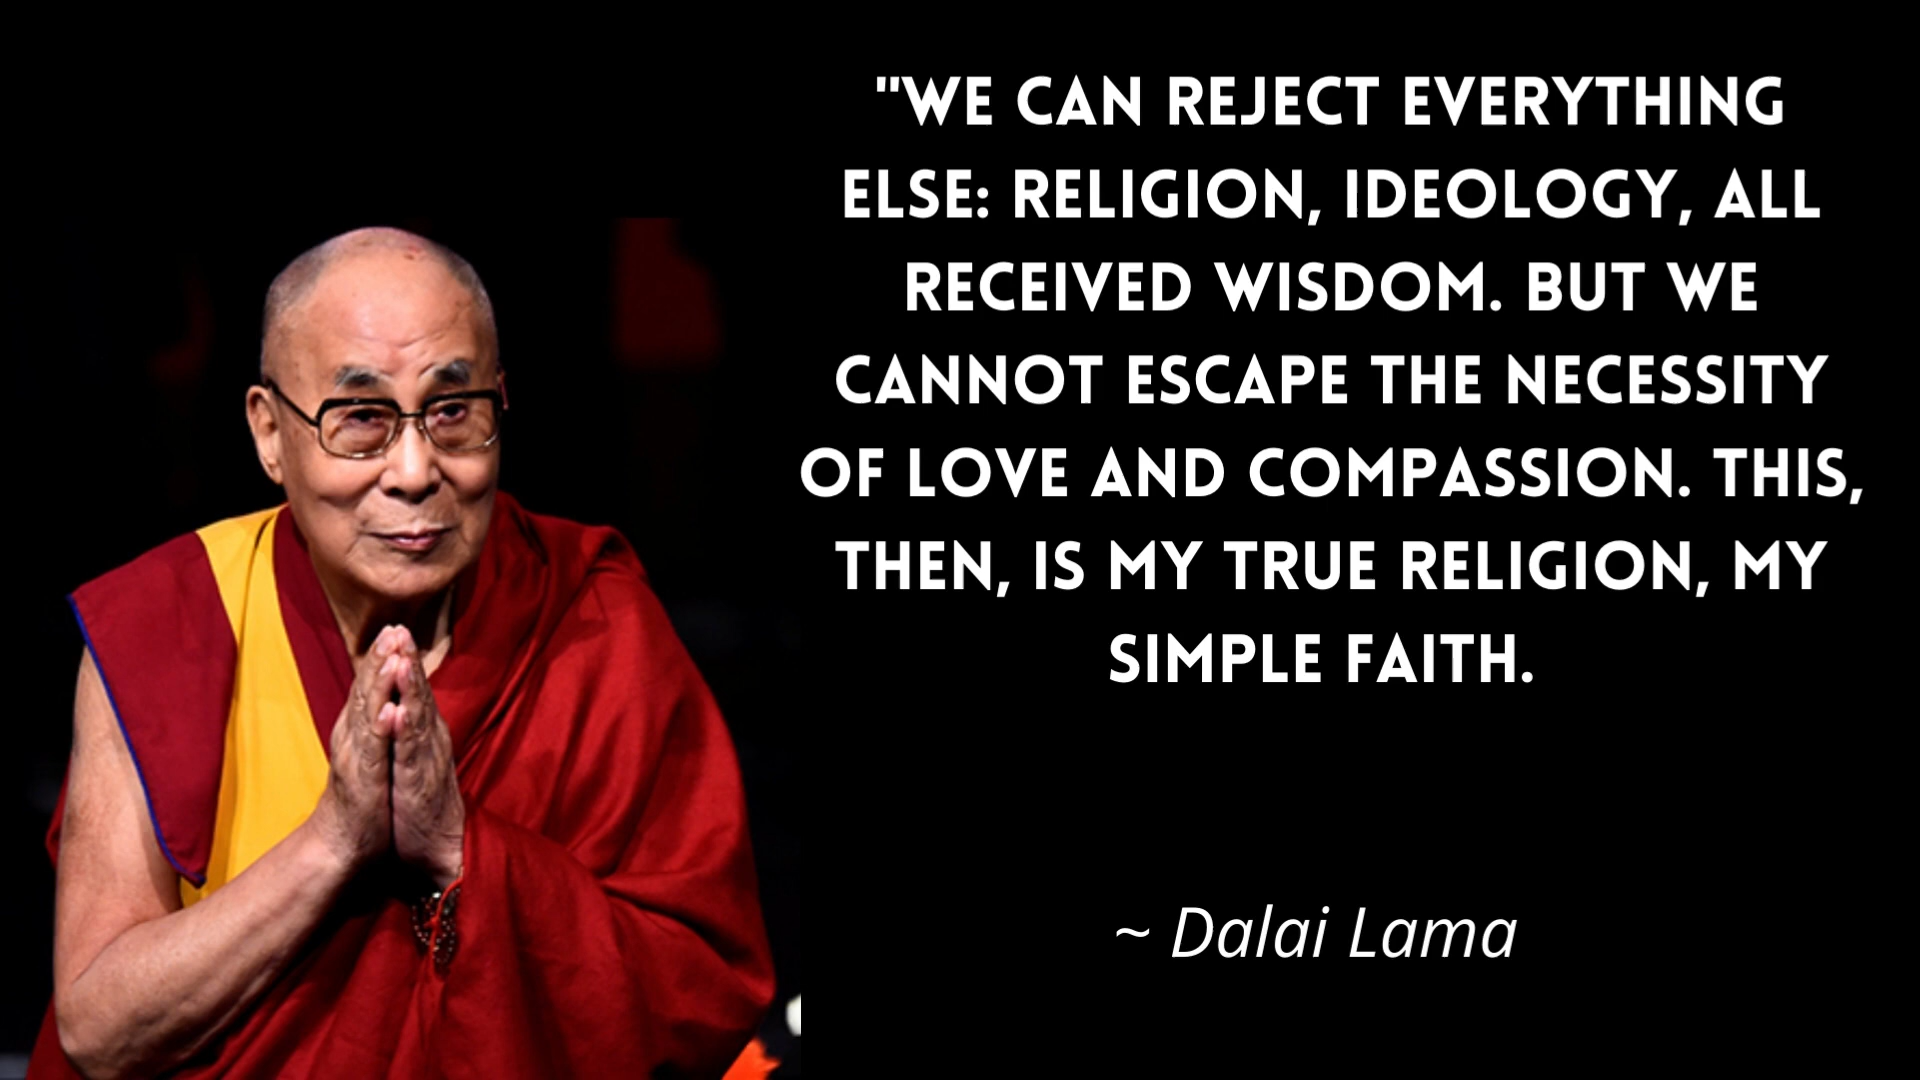 "WE CAN REJECT EVERYTHING
ELSE: RELIGION, IDEOLOGY, ALL
RECEIVED WISDOM. BUT WE
CANNOT ESCAPE THE NECESSITY
OF LOVE AND COMPASSION. THIS,
THEN, IS MY TRUE RELIGION, MY
SIMPLE FAITH.
~ Dalai Lama